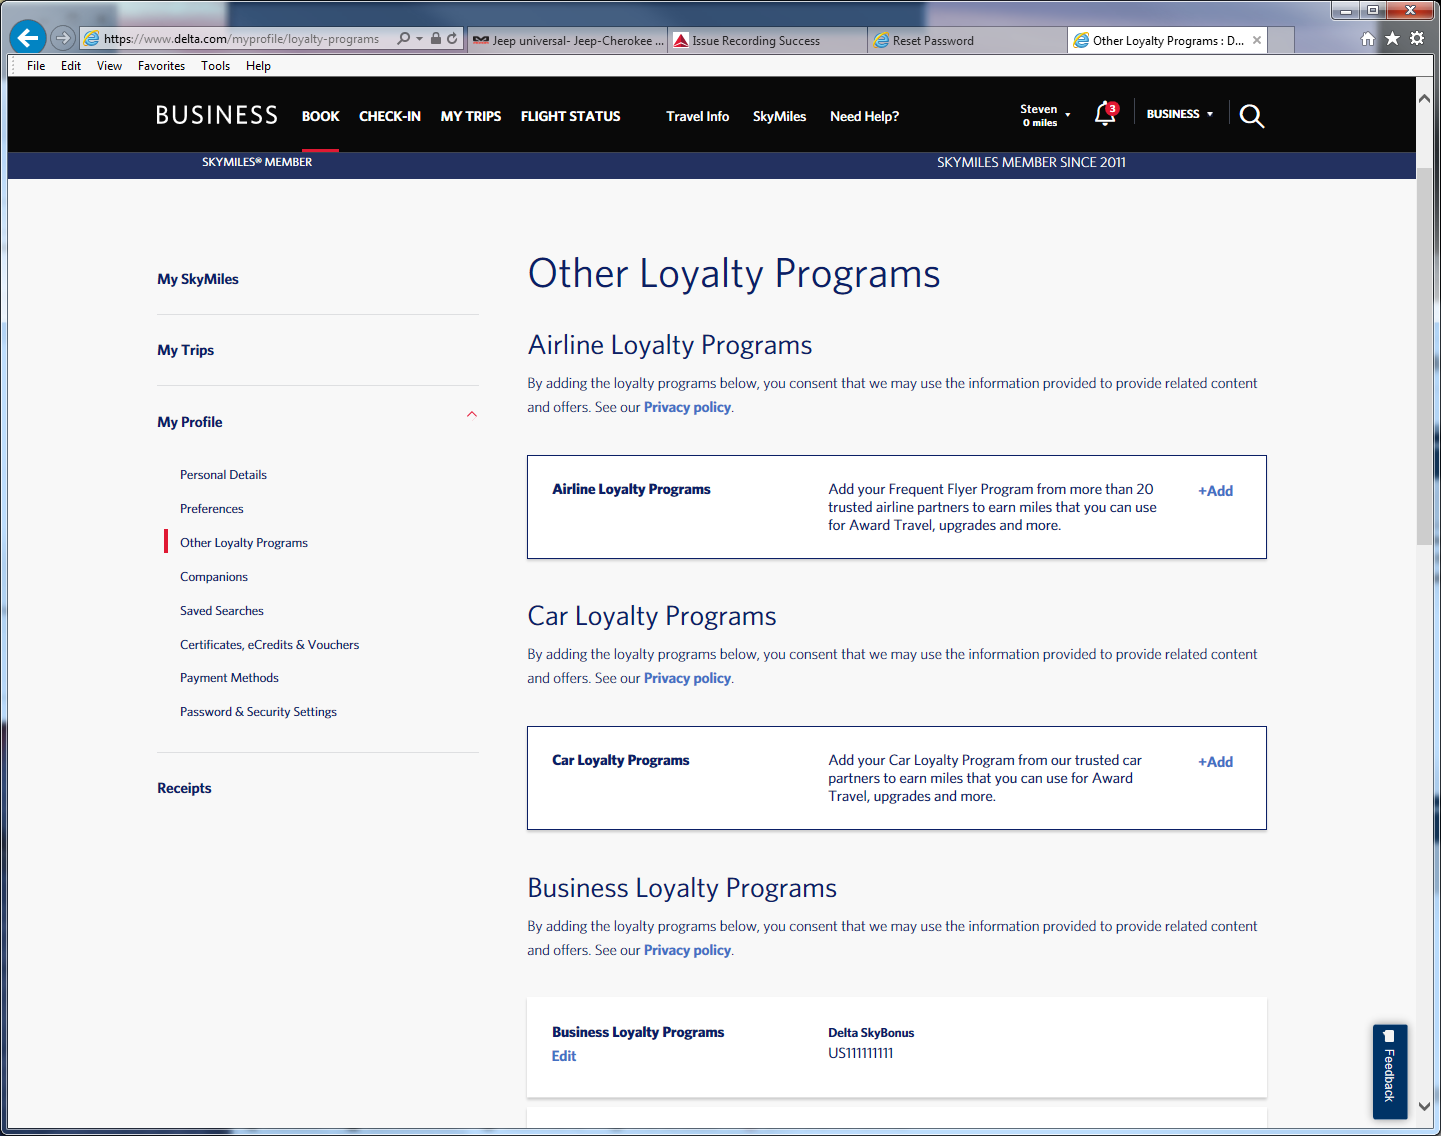 https://www.delta.com/myprofile/loyalty-programs
Jeep universal- Jeep-Cherokee ...
Issue Recording Success
Reset Password
Other Loyalty Programs : D...
File Edit View Favorites Tools Help
BUSINESS
BOOK CHECK-IN MY TRIPS FLIGHT STATUS
Travel Info SkyMiles Need Help?
Steven
0 miles
3
BUSINESS
SKYMILES® MEMBER
SKYMILES MEMBER SINCE 2011
My SkyMiles
My Trips
My Profile
Personal Details
Preferences
Other Loyalty Programs
Companions
Saved Searches
Certificates, eCredits & Vouchers
Payment Methods
Password & Security Settings
Receipts
Other Loyalty Programs
Airline Loyalty Programs
By adding the loyalty programs below, you consent that we may use the information provided to provide related content
and offers. See our Privacy policy.
Airline Loyalty Programs
Add your Frequent Flyer Program from more than 20
trusted airline partners to earn miles that you can use
for Award Travel, upgrades and more.
+Add
Car Loyalty Programs
By adding the loyalty programs below, you consent that we may use the information provided to provide related content
and offers. See our Privacy policy.
Car Loyalty Programs
Add your Car Loyalty Program from our trusted car
partners to earn miles that you can use for Award
Travel, upgrades and more.
+Add
Business Loyalty Programs
By adding the loyalty programs below, you consent that we may use the information provided to provide related content
and offers. See our Privacy policy.
Business Loyalty Programs
Edit
Delta SkyBonus
US111111111
Feedback